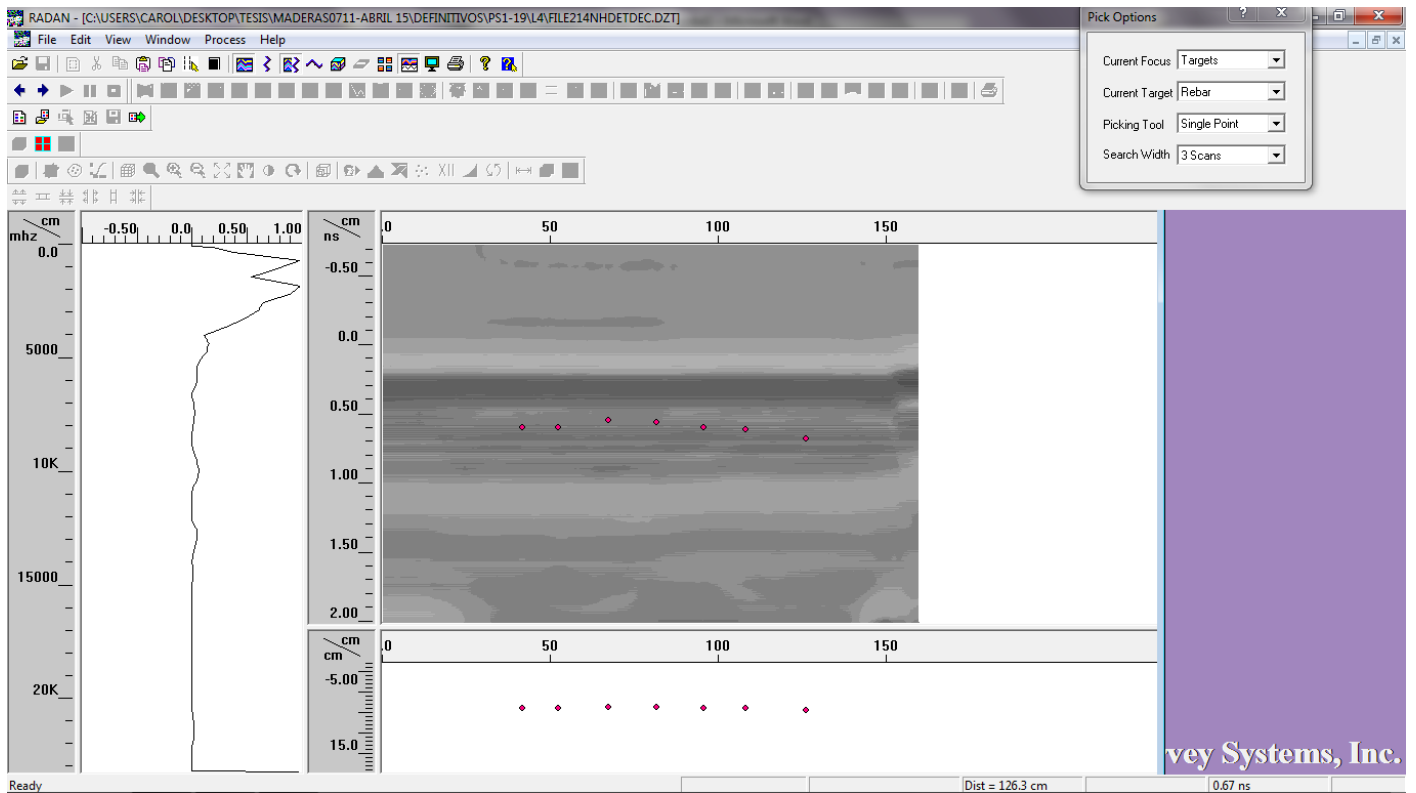 RADAN - [C:\USERS\CAROL\DESKTOP\TESIS\MADERAS0711-ABRIL 15\DEFINITIVOS\PS1-19\L4\FILE214NHDETDEC.DZT]
File Edit View Window Process Help
Pick Options
Current Focus Targets
Current Target Rebar
Picking Tool Single Point
Search Width 3 Scans
XII
cm
mhz
-0.50 0.0 0.50 1.00
0.0
5000
10K
15000
20K
cm
ns
.0 50 100 150
-0.50
0.0
0.50
1.00
1.50
2.00
cm
cm
.0 50 100 150
-5.00
15.0
vey Systems, Inc.
Ready
Dist = 126.3 cm
0.67 ns